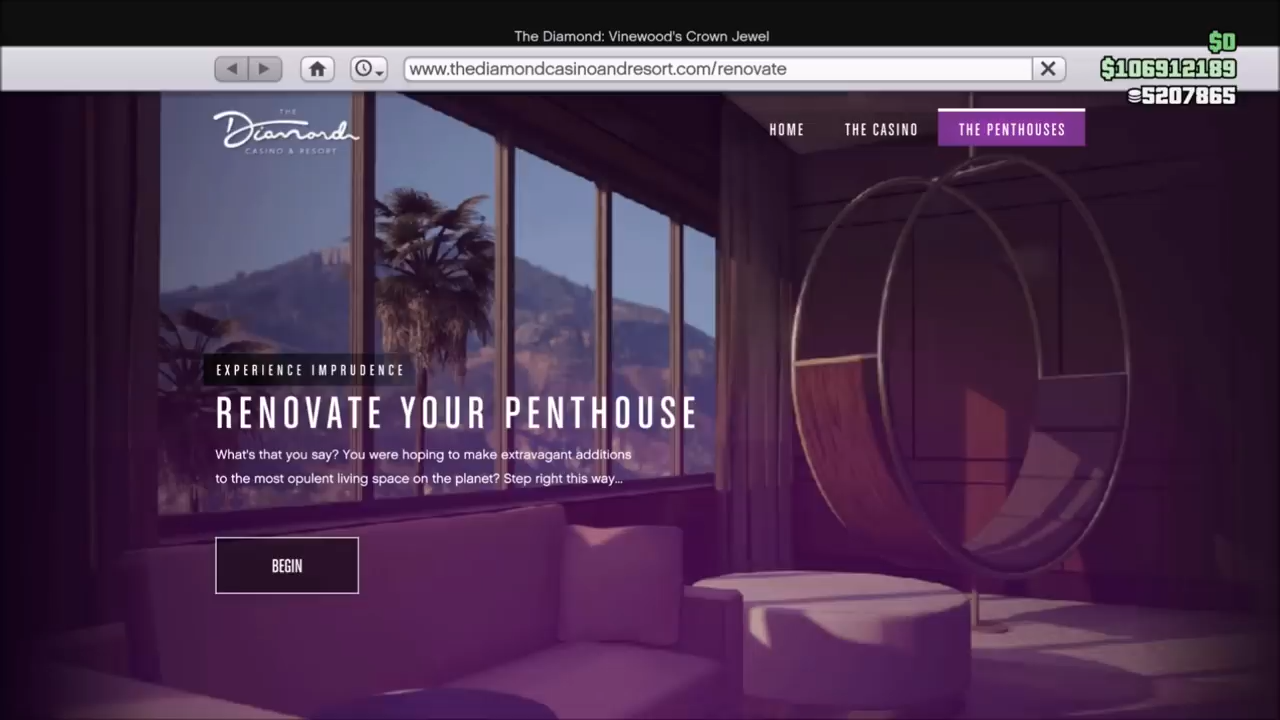 The Diamond: Vinewood's Crown Jewel
$0
www.thediamondcasinoandresort.com/renovate
$106912189
5207865
THE
Diamond
CASINO & RESORT
HOME
THE CASINO
THE PENTHOUSES
EXPERIENCE IMPRUDENCE
RENOVATE YOUR PENTHOUSE
What's that you say? You were hoping to make extravagant additions
to the most opulent living space on the planet? Step right this way...
BEGIN